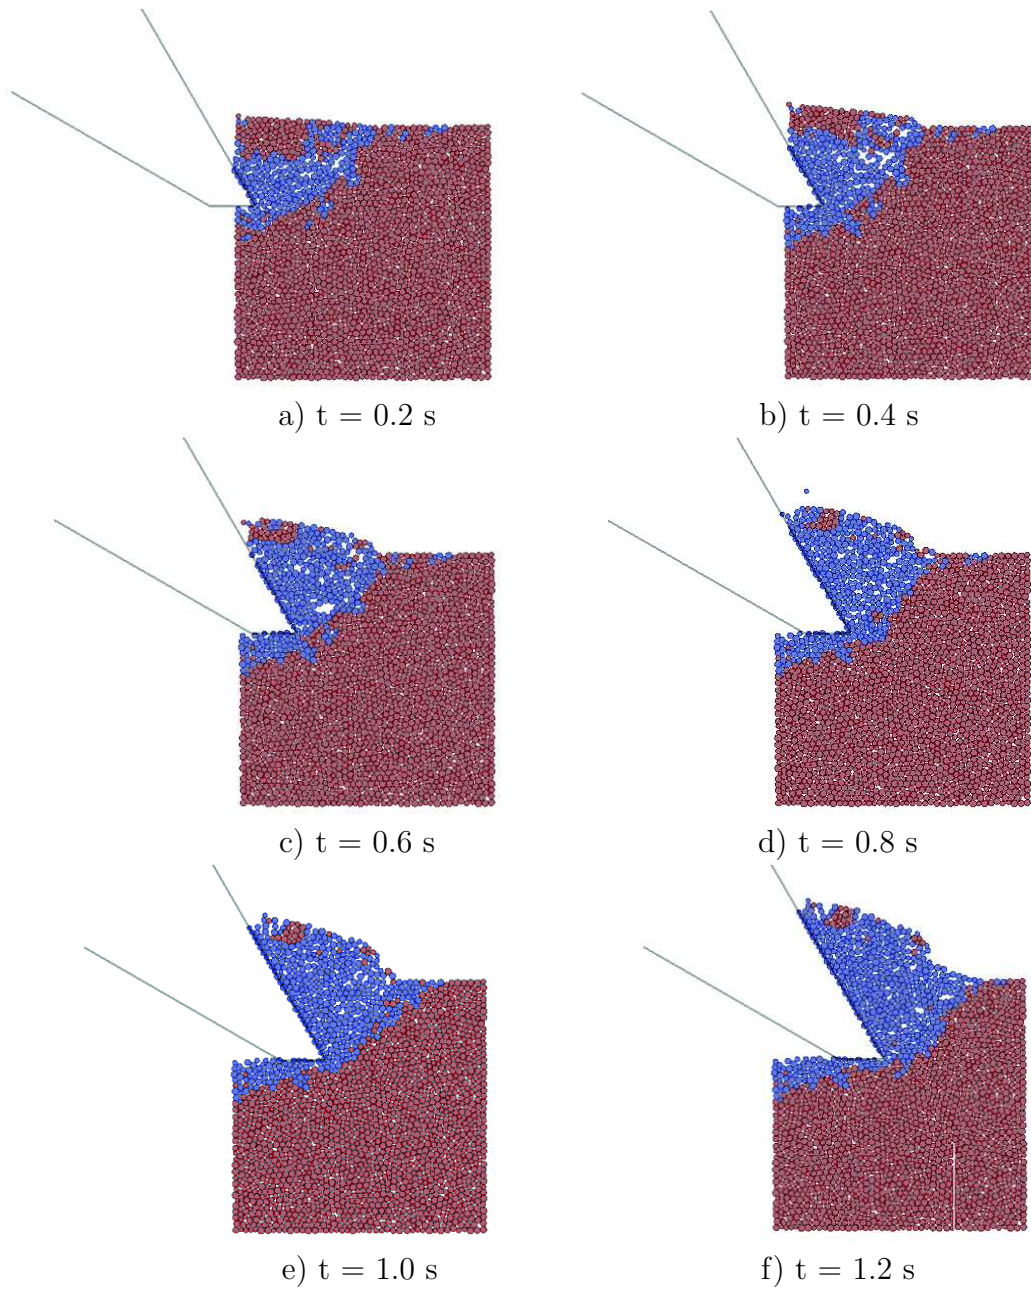 a) t = 0.2 s
b) t = 0.4 s
c) t = 0.6 s
d) t = 0.8 s
e) t = 1.0 s
f) t = 1.2 s